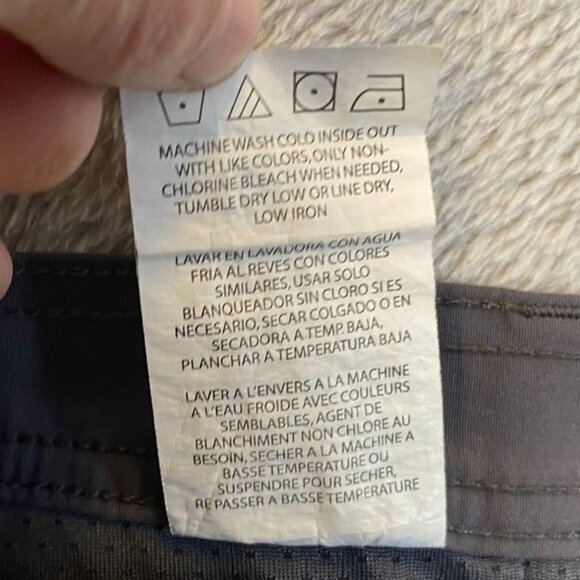 MACHINE WASH COLD INSIDE OUT
WITH LIKE COLORS, ONLY NON-
CHLORINE BLEACH WHEN NEEDED,
TUMBLE DRY LOW OR LINE DRY,
LOW IRON
LAVAR EN LAVADORA CON AGUA
FRIA AL REVES CON COLORES
SIMILARES, USAR SOLO
BLANQUEADOR SIN CLORO SI ES
NECESARIO, SECAR COLGADO O EN
SECADORA A TEMP. BAJA,
PLANCHAR A TEMPERATURA BAJA
LAVER A L'ENVERS A LA MACHINE
A L'EAU FROIDE AVEC COULEURS
SEMBLABLES, AGENT DE
BLANCHIMENT NON CHLORE AU
BESOIN, SECHER A LA MACHINE A
BASSE TEMPERATURE OU
SUSPENDRE POUR SECHER,
REPASSER A BASSE TEMPERATURE